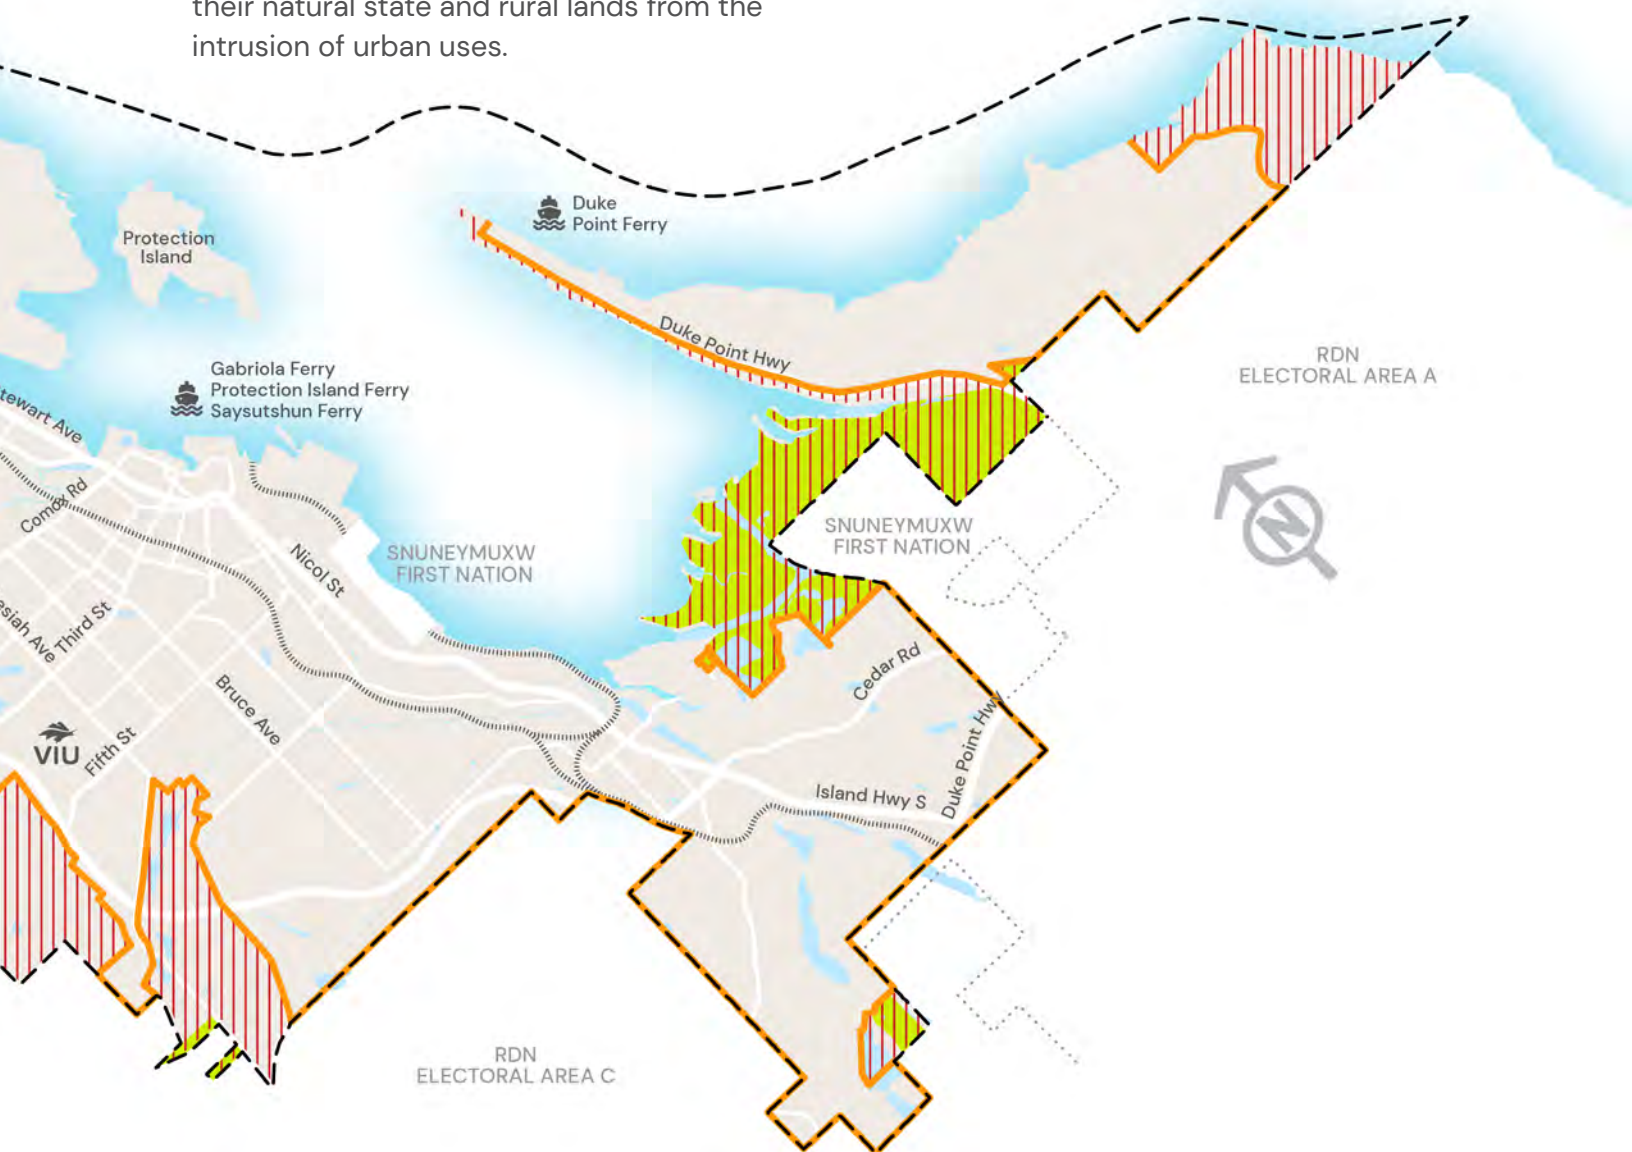 their natural state and rural lands from the
intrusion of urban uses.
Duke
Point Ferry
Protection
Island
Duke Point Hwy
RDN
ELECTORAL AREA A
Gabriola Ferry
Protection Island Ferry
Saysutshun Ferry
tewart Ave
Comox Rd
N
SNUNEYMUXW
FIRST NATION
SNUNEYMUXW
FIRST NATION
Nicol St
Third St
Cedar Rd
Bruce Ave
Duke Point Hwy
VIU
Fifth St
Island Hwy S
RDN
ELECTORAL AREA C